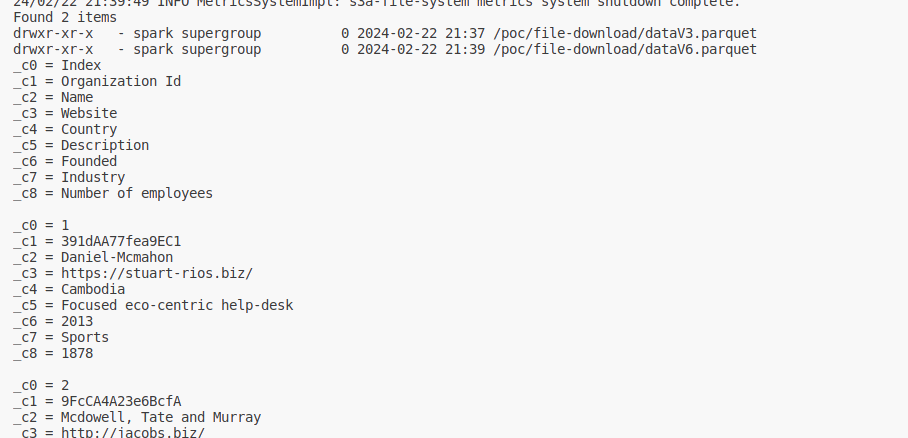 24/02/22 21:39:49 INFO MetricsSystemImpl: s3a-file-system metrics system shutdown complete.
Found 2 items
drwxr-xr-x   - spark supergroup          0 2024-02-22 21:37 /poc/file-download/dataV3.parquet
drwxr-xr-x   - spark supergroup          0 2024-02-22 21:39 /poc/file-download/dataV6.parquet
_c0 = Index
_c1 = Organization Id
_c2 = Name
_c3 = Website
_c4 = Country
_c5 = Description
_c6 = Founded
_c7 = Industry
_c8 = Number of employees

_c0 = 1
_c1 = 391dAA77fea9EC1
_c2 = Daniel-Mcmahon
_c3 = https://stuart-rios.biz/
_c4 = Cambodia
_c5 = Focused eco-centric help-desk
_c6 = 2013
_c7 = Sports
_c8 = 1878

_c0 = 2
_c1 = 9FcCA4A23e6BcfA
_c2 = Mcdowell, Tate and Murray
_c3 = http://jacobs.biz/